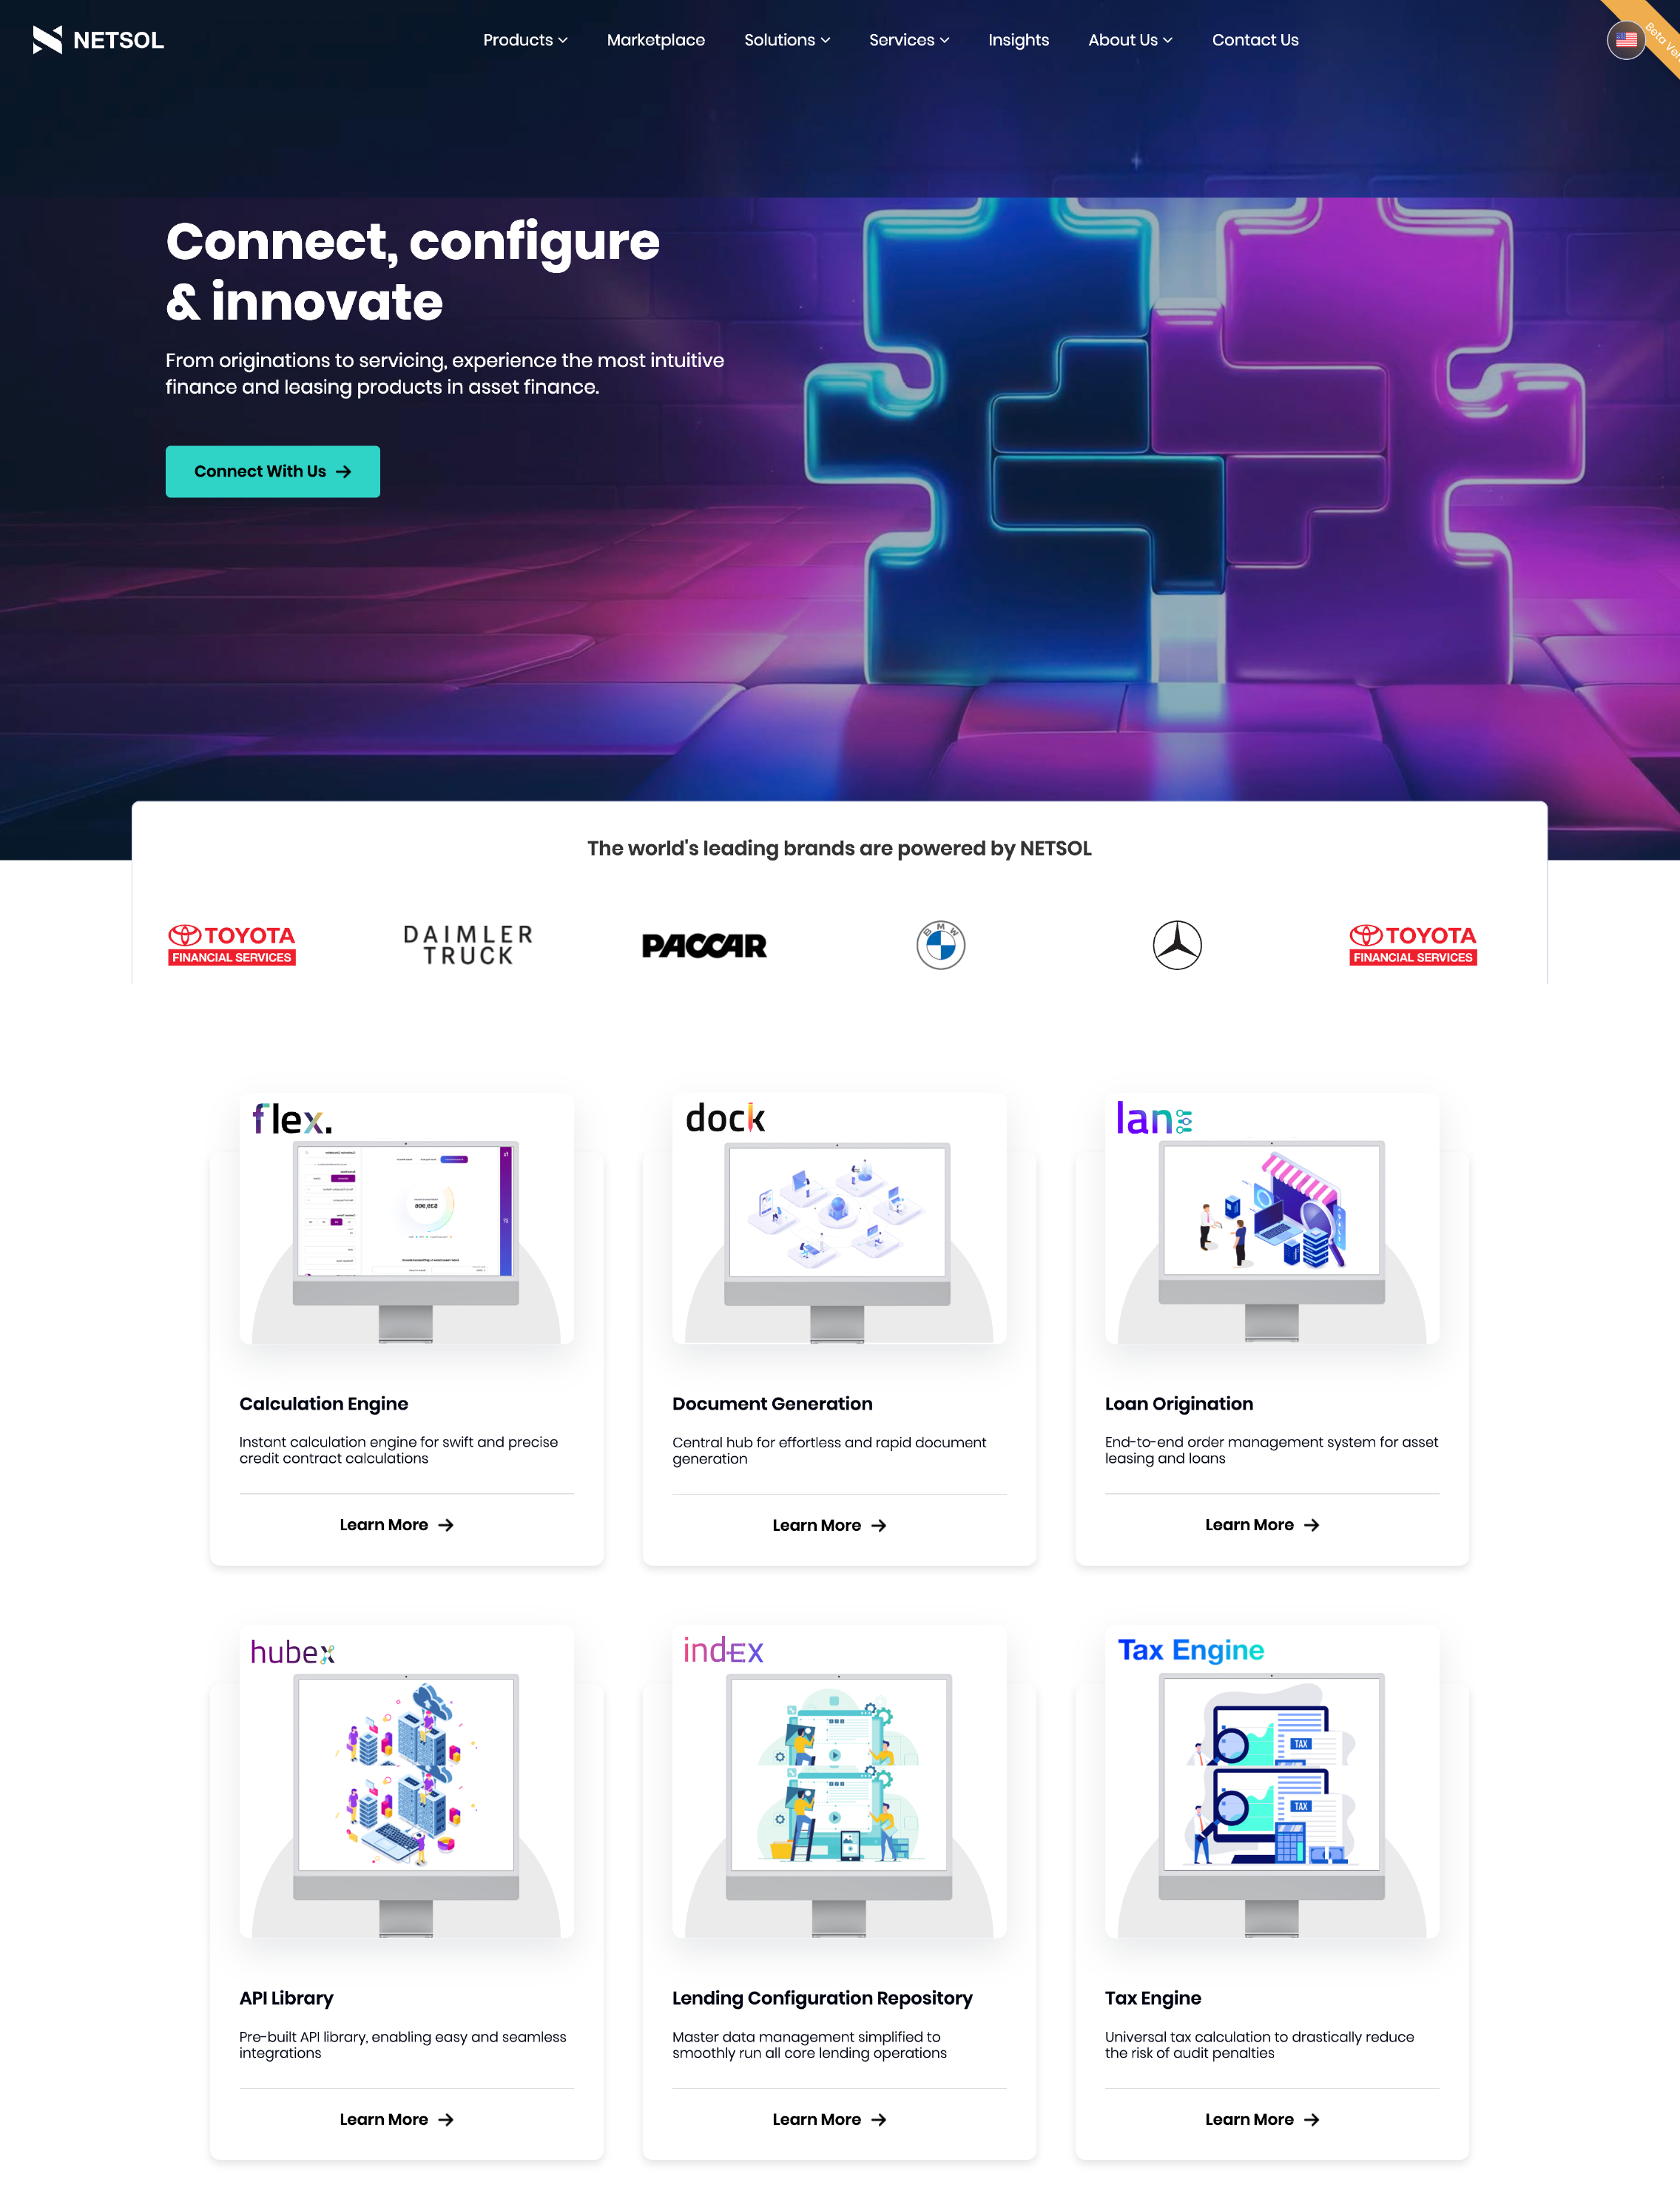 NETSOL
Products
Marketplace
Solutions
Services
Insights
About Us
Contact Us
Beta
Connect, configure
& innovate
From originations to servicing, experience the most intuitive
finance and leasing products in asset finance.
Connect With Us
The world's leading brands are powered by NETSOL
TOYOTA
FINANCIAL SERVICES
DAIMLER
TRUCK
PACCAR
BMW
TOYOTA
FINANCIAL SERVICES
flex.
dock
lane
Calculation Engine
Instant calculation engine for swift and precise
credit contract calculations
Learn More
Document Generation
Central hub for effortless and rapid document
generation
Learn More
Loan Origination
End-to-end order management system for asset
leasing and loans
Learn More
hubex
index
Tax Engine
TAX
TAX
API Library
Pre-built API library, enabling easy and seamless
integrations
Learn More
Lending Configuration Repository
Master data management simplified to
smoothly run all core lending operations
Learn More
Tax Engine
Universal tax calculation to drastically reduce
the risk of audit penalties
Learn More